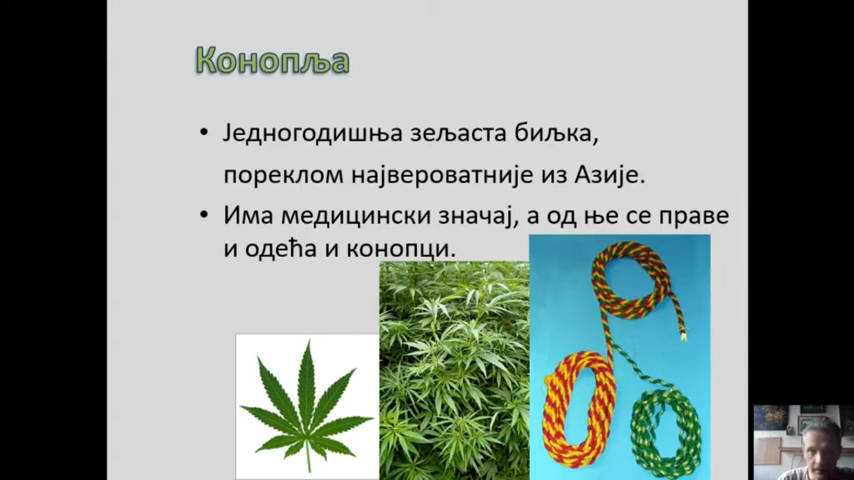 Конопља
• Једногодишња зељаста биљка,
пореклом највероватније из Азије.
• Има медицински значај, а од ње се праве
и одећа и конопци.